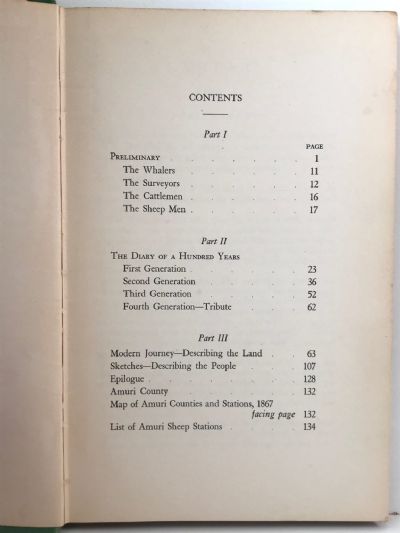 CONTENTS
Part I
PAGE
Preliminary . . . . . . 1
The Whalers . . . . . 11
The Surveyors . . . . . 12
The Cattlemen . . . . . 16
The Sheep Men . . . . . 17
Part II
The Diary of a Hundred Years
First Generation . . . . . 23
Second Generation . . . . 36
Third Generation . . . . 52
Fourth Generation—Tribute . . . 62
Part III
Modern Journey—Describing the Land . . 63
Sketches—Describing the People . . . 107
Epilogue . . . . . . 128
Amuri County . . . . . 132
Map of Amuri Counties and Stations, 1867
facing page 132
List of Amuri Sheep Stations . . . 134